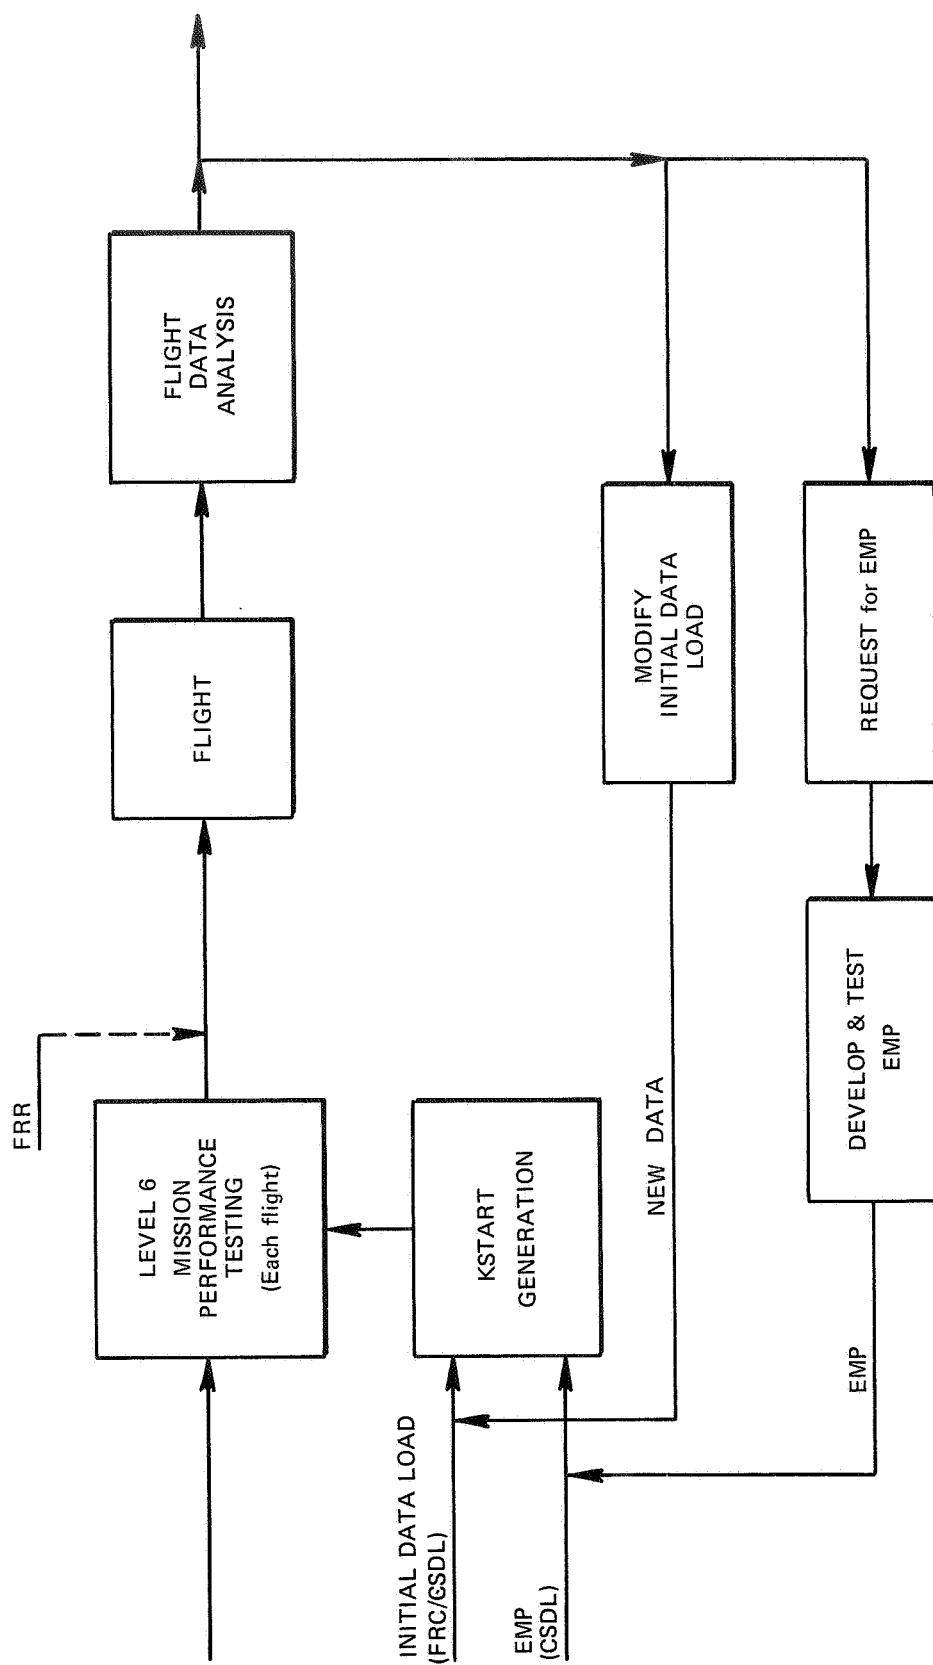 FRR
LEVEL 6
MISSION
PERFORMANCE
TESTING
(Each flight)
FLIGHT
FLIGHT
DATA
ANALYSIS
KSTART
GENERATION
INITIAL DATA LOAD
(FRC/CSDL)
EMP
(CSDL)
NEW DATA
MODIFY
INITIAL DATA
LOAD
EMP
DEVELOP & TEST
EMP
REQUEST for EMP